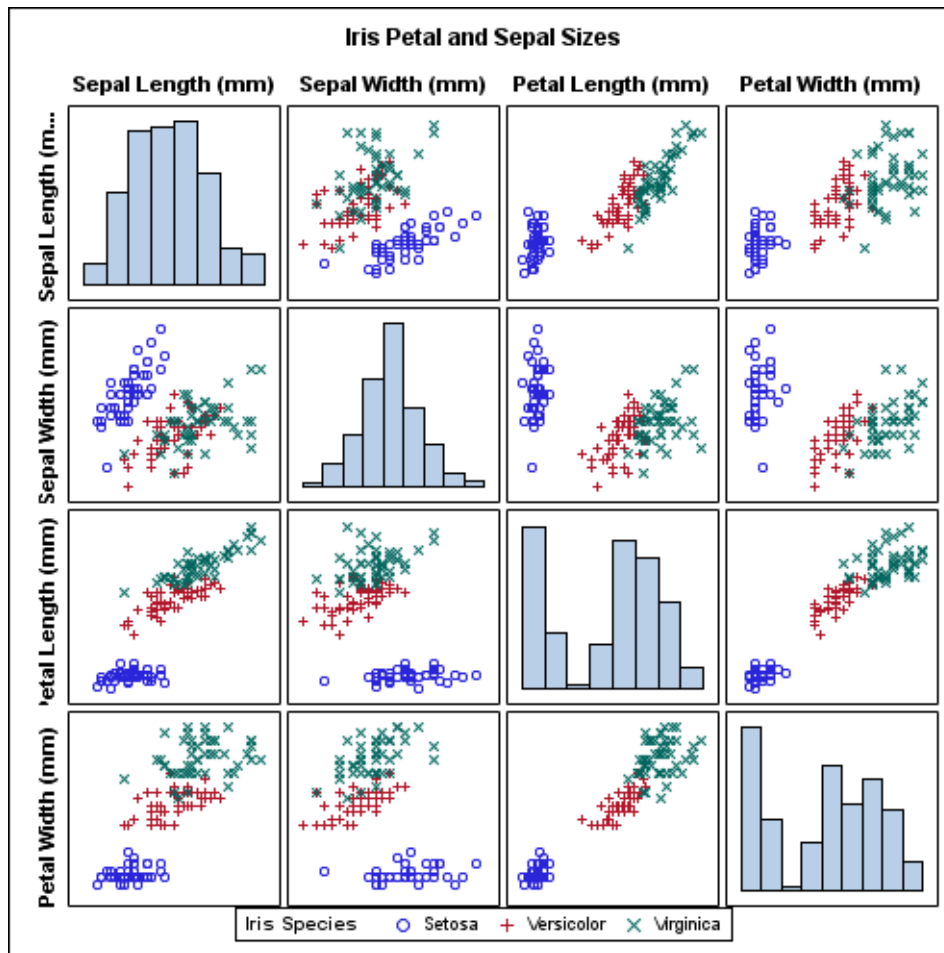 Iris Petal and Sepal Sizes
Sepal Length (mm) Sepal Width (mm) Petal Length (mm) Petal Width (mm)
Sepal Length (m...
Sepal Width (mm)
Petal Length (mm)
Petal Width (mm)
Iris Species Setosa Versicolor Virginica